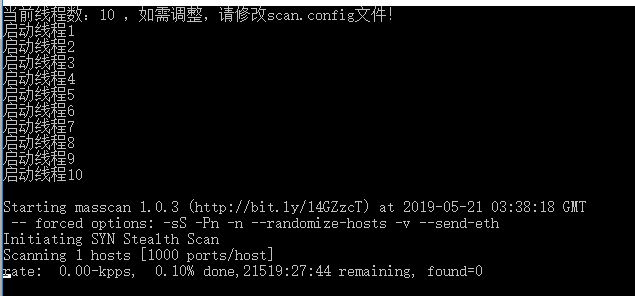 当前线程数：10 ，如需调整，请修改scan.config文件!
启动线程1
启动线程2
启动线程3
启动线程4
启动线程5
启动线程6
启动线程7
启动线程8
启动线程9
启动线程10
Starting masscan 1.0.3 (http://bit.ly/14GZzcT) at 2019-05-21 03:38:18 GMT
-- forced options: -sS -Pn -n --randomize-hosts -v --send-eth
Initiating SYN Stealth Scan
Scanning 1 hosts [1000 ports/host]
rate:  0.00-kpps,  0.10% done,21519:27:44 remaining, found=0